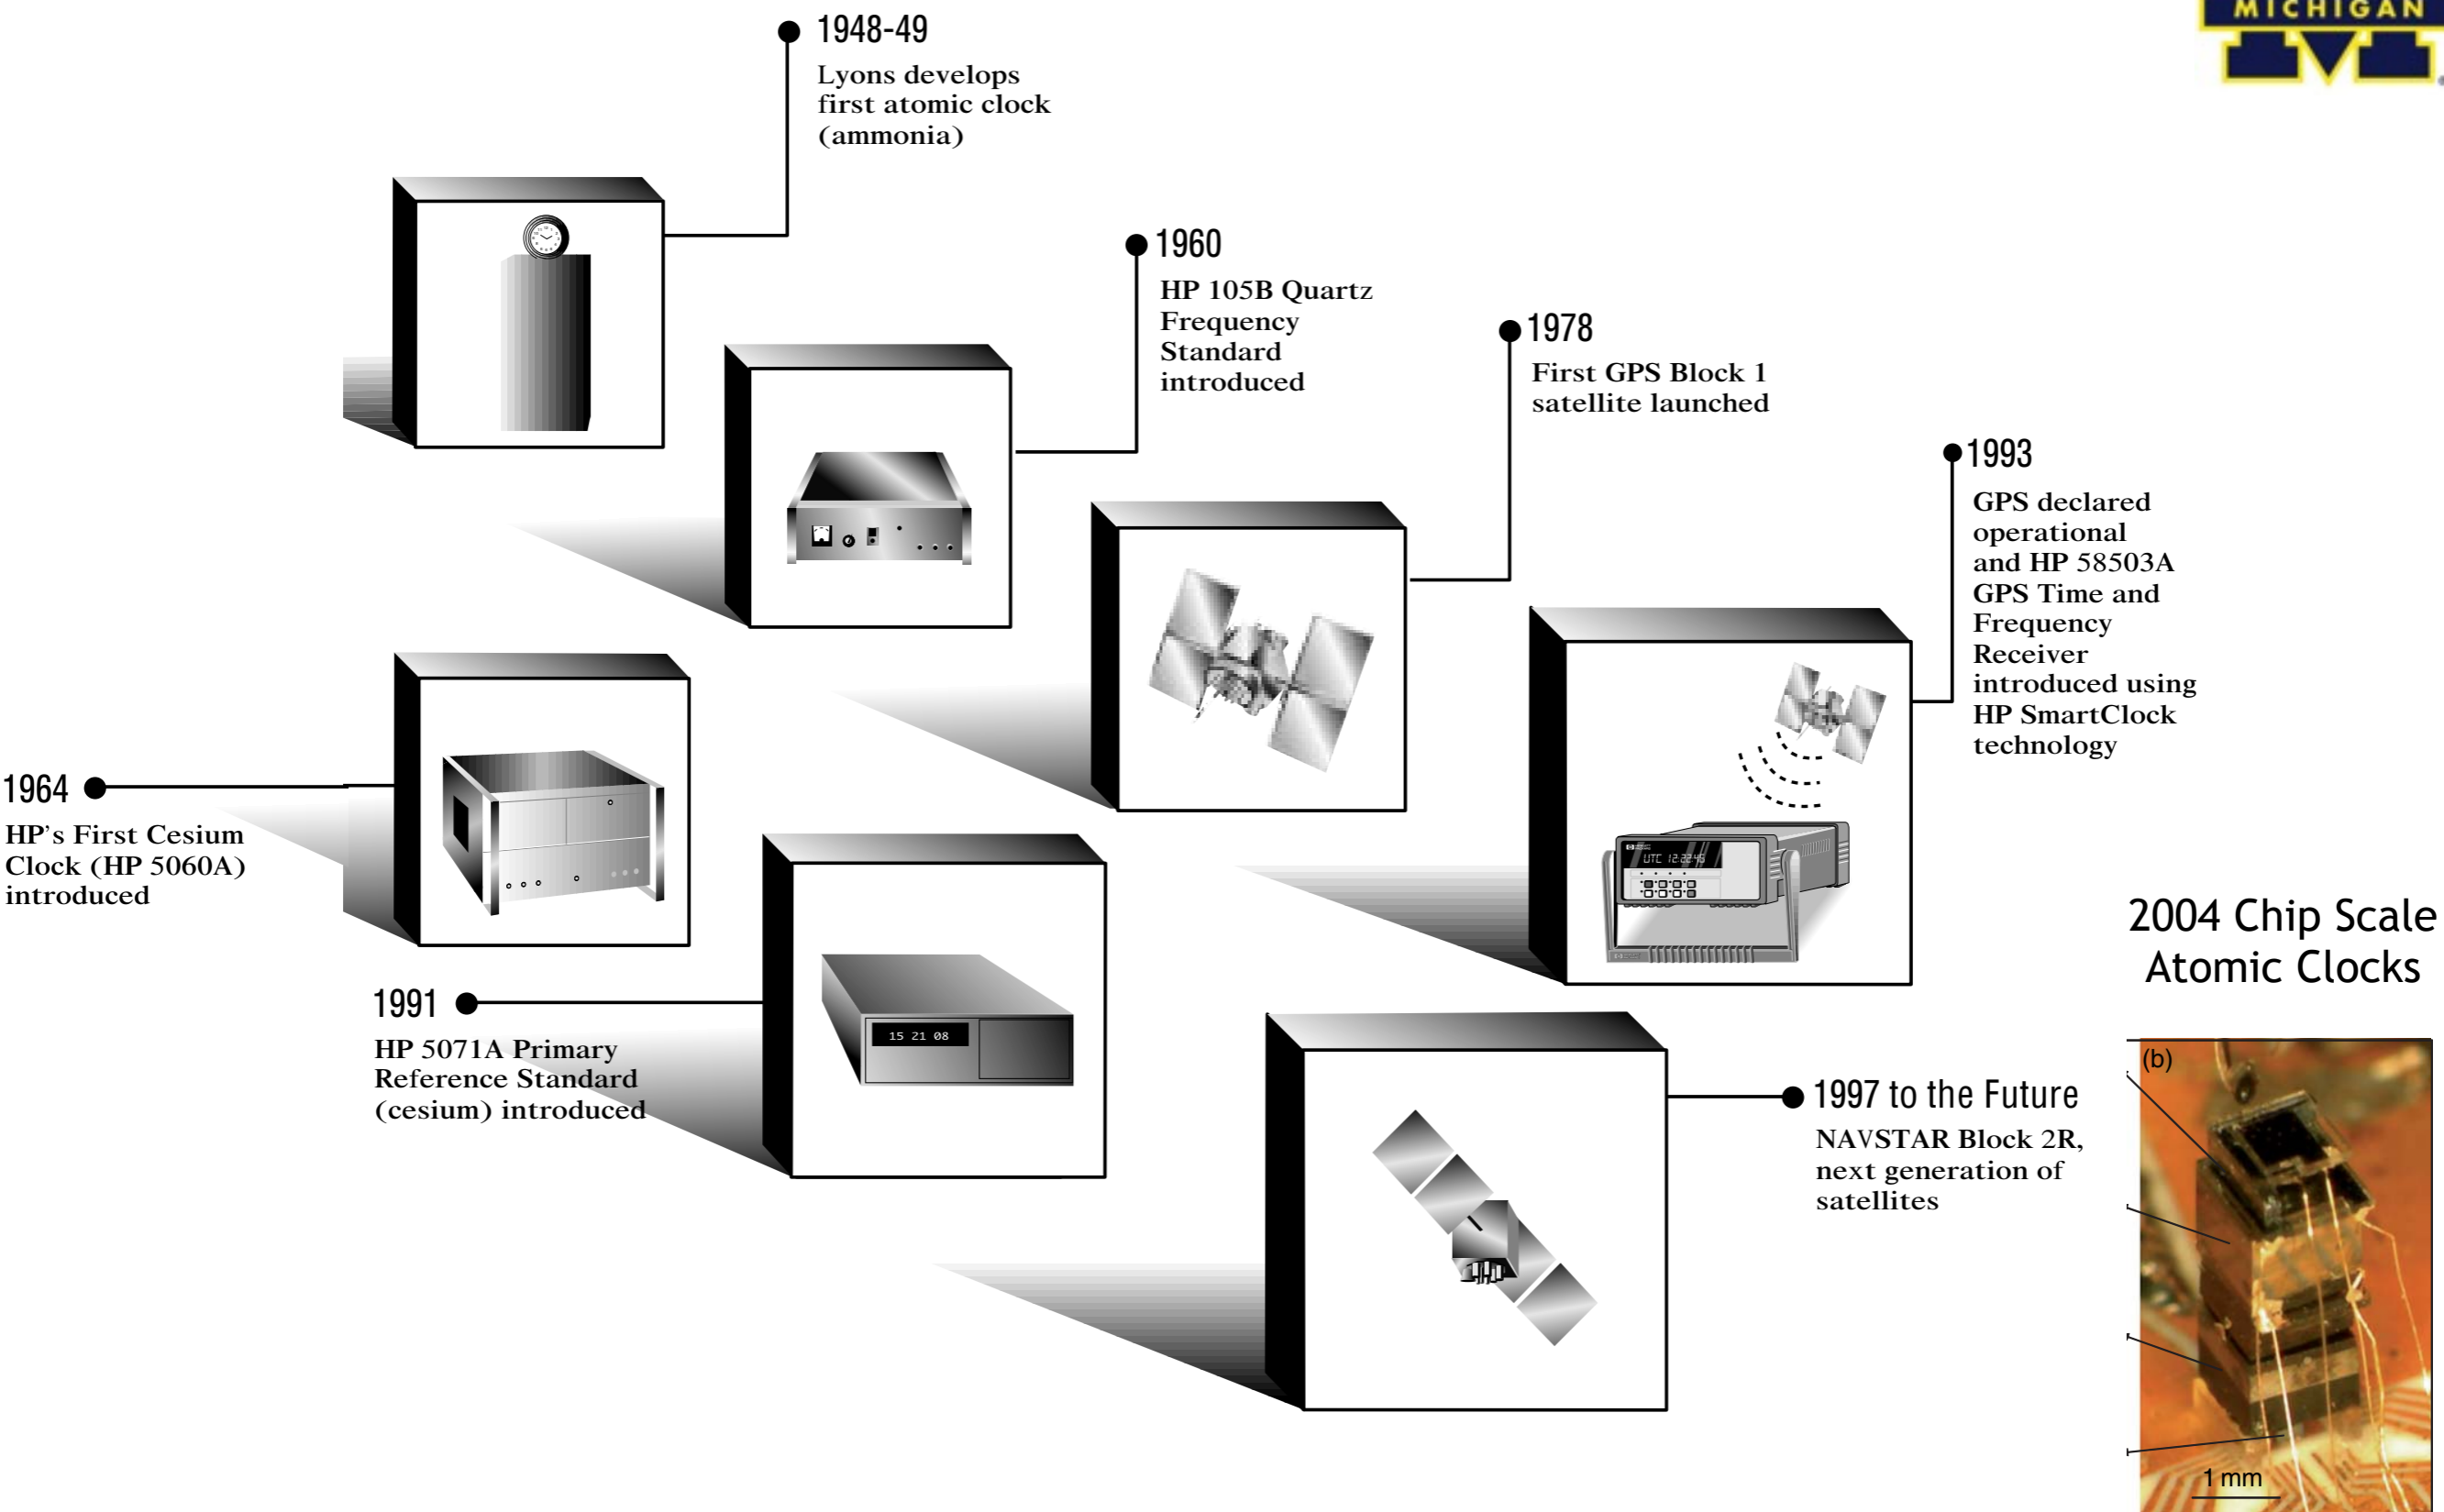 MICHIGAN
1948-49
Lyons develops
first atomic clock
(ammonia)
1960
HP 105B Quartz
Frequency
Standard
introduced
1978
First GPS Block 1
satellite launched
1993
GPS declared
operational
and HP 58503A
GPS Time and
Frequency
Receiver
introduced using
HP SmartClock
technology
UTC 12:22:45
1964
HP's First Cesium
Clock (HP 5060A)
introduced
1991
HP 5071A Primary
Reference Standard
(cesium) introduced
15 21 08
1997 to the Future
NAVSTAR Block 2R,
next generation of
satellites
2004 Chip Scale
Atomic Clocks
(b)
1 mm